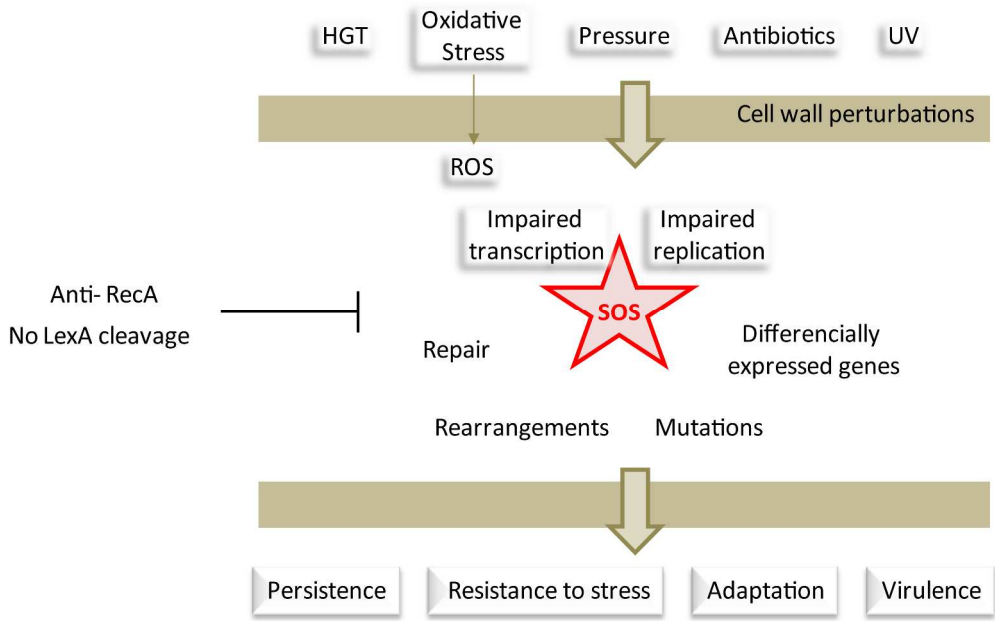 HGT
Oxidative
Stress
Pressure
Antibiotics
UV
Cell wall perturbations
ROS
Impaired
transcription
Impaired
replication
SOS
Anti- RecA
No LexA cleavage
Repair
Differencially
expressed genes
Rearrangements
Mutations
Persistence
Resistance to stress
Adaptation
Virulence